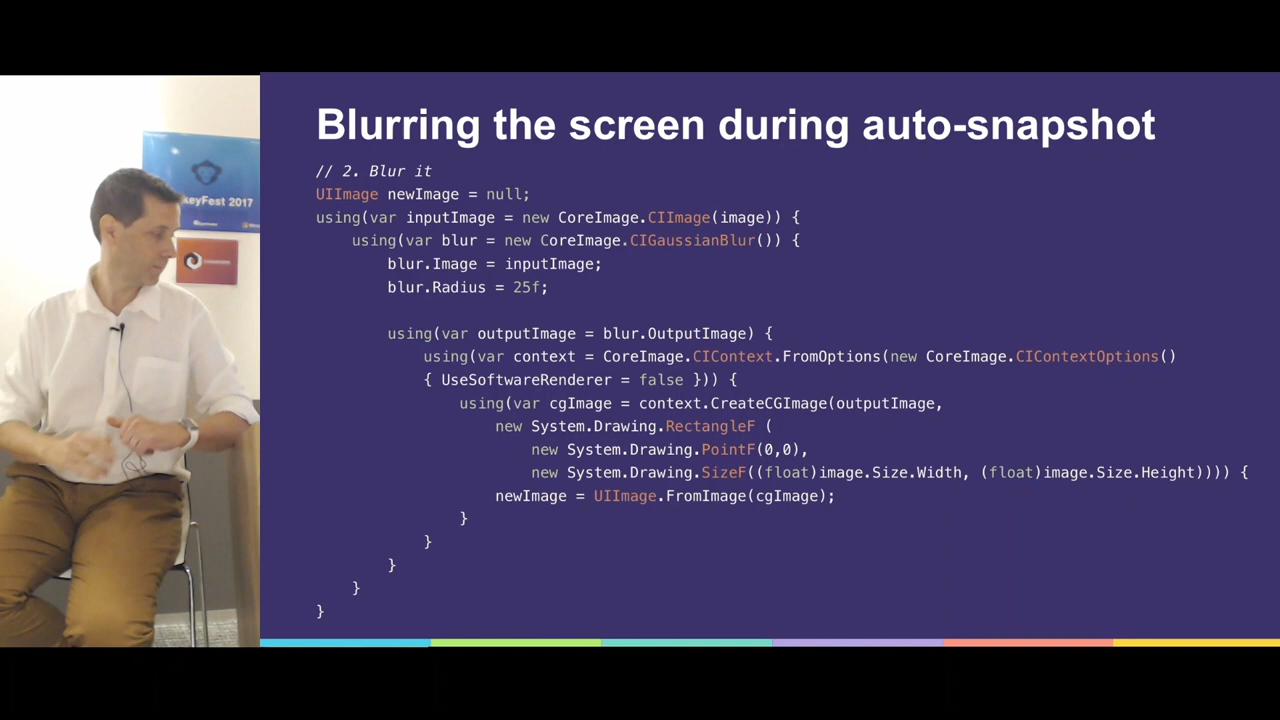 Blurring the screen during auto-snapshot
// 2. Blur it
UIImage newImage = null;
using(var inputImage = new CoreImage.CIImage(image)) {
using(var blur = new CoreImage.CIGaussianBlur()) {
blur.Image = inputImage;
blur.Radius = 25f;
using(var outputImage = blur.OutputImage) {
using(var context = CoreImage.CIContext.FromOptions(new CoreImage.CIContextOptions()
{ UseSoftwareRenderer = false })) {
using(var cgImage = context.CreateCGImage(outputImage,
new System.Drawing.RectangleF (
new System.Drawing.PointF(0,0),
new System.Drawing.SizeF((float)image.Size.Width, (float)image.Size.Height)))) {
newImage = UIImage.FromImage(cgImage);
}
}
}
}
}
keyFest 2017